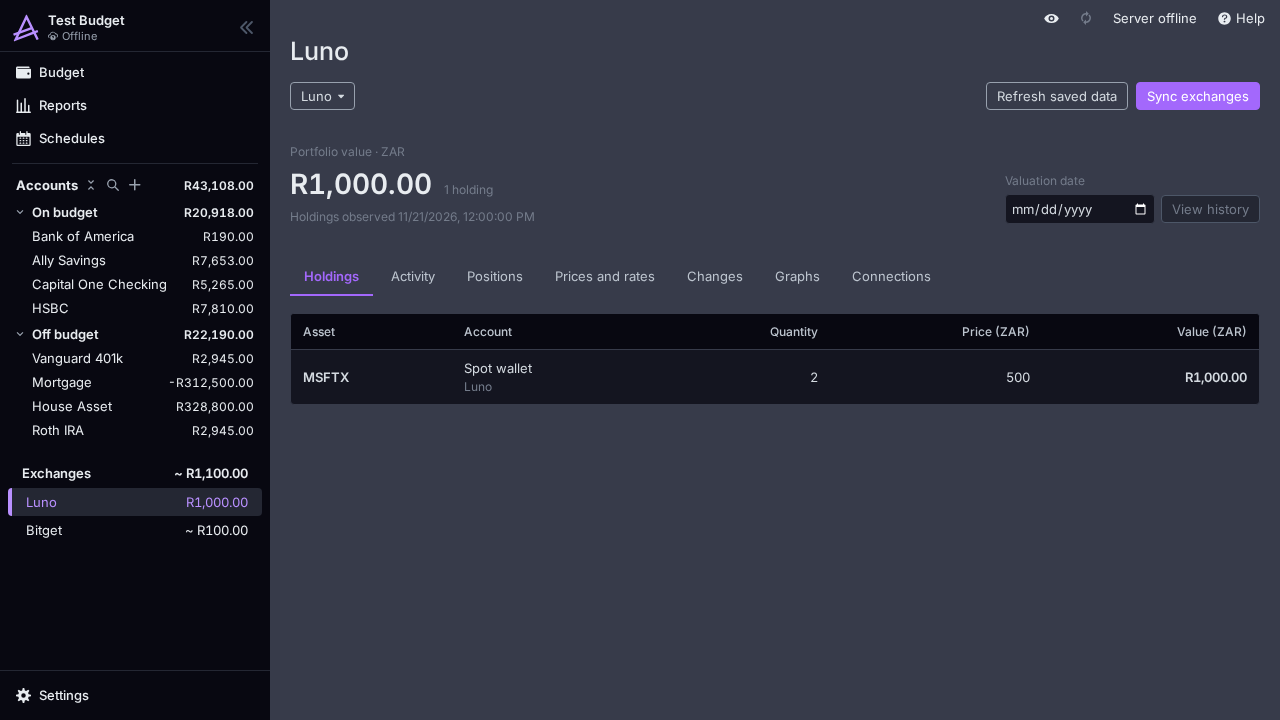 Test Budget
Offline
Budget
Reports
Schedules
Accounts R43,108.00
On budget R20,918.00
Bank of America R190.00
Ally Savings R7,653.00
Capital One Checking R5,265.00
HSBC R7,810.00
Off budget R22,190.00
Vanguard 401k R2,945.00
Mortgage -R312,500.00
House Asset R328,800.00
Roth IRA R2,945.00
Exchanges ~ R1,100.00
Luno R1,000.00
Bitget ~ R100.00
Settings
Server offline Help
Luno
Luno Refresh saved data Sync exchanges
Portfolio value · ZAR
R1,000.00 1 holding
Holdings observed 11/21/2026, 12:00:00 PM
Valuation date
mm/dd/yyyy View history
Holdings Activity Positions Prices and rates Changes Graphs Connections
Asset Account Quantity Price (ZAR) Value (ZAR)
MSFTX Spot wallet 2 500 R1,000.00
Luno